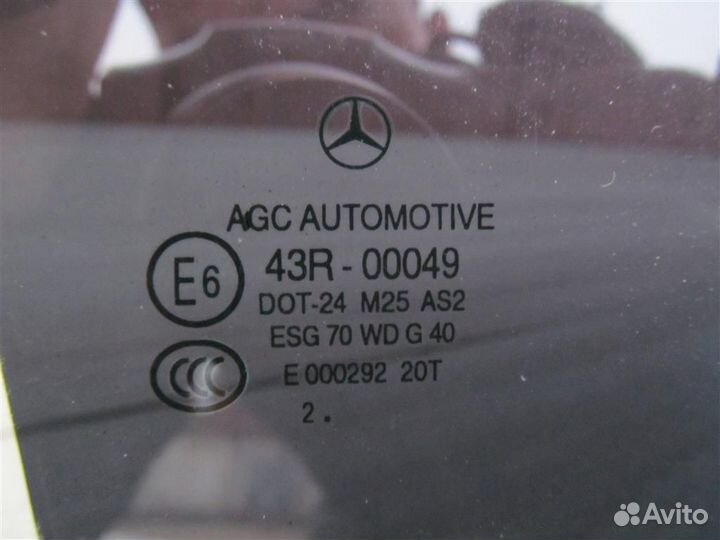 AGC AUTOMOTIVE
E6 43R-00049
DOT-24 M25 AS2
ESG 70 WD G 40
CCC E 000292 20T
2 .
Avito